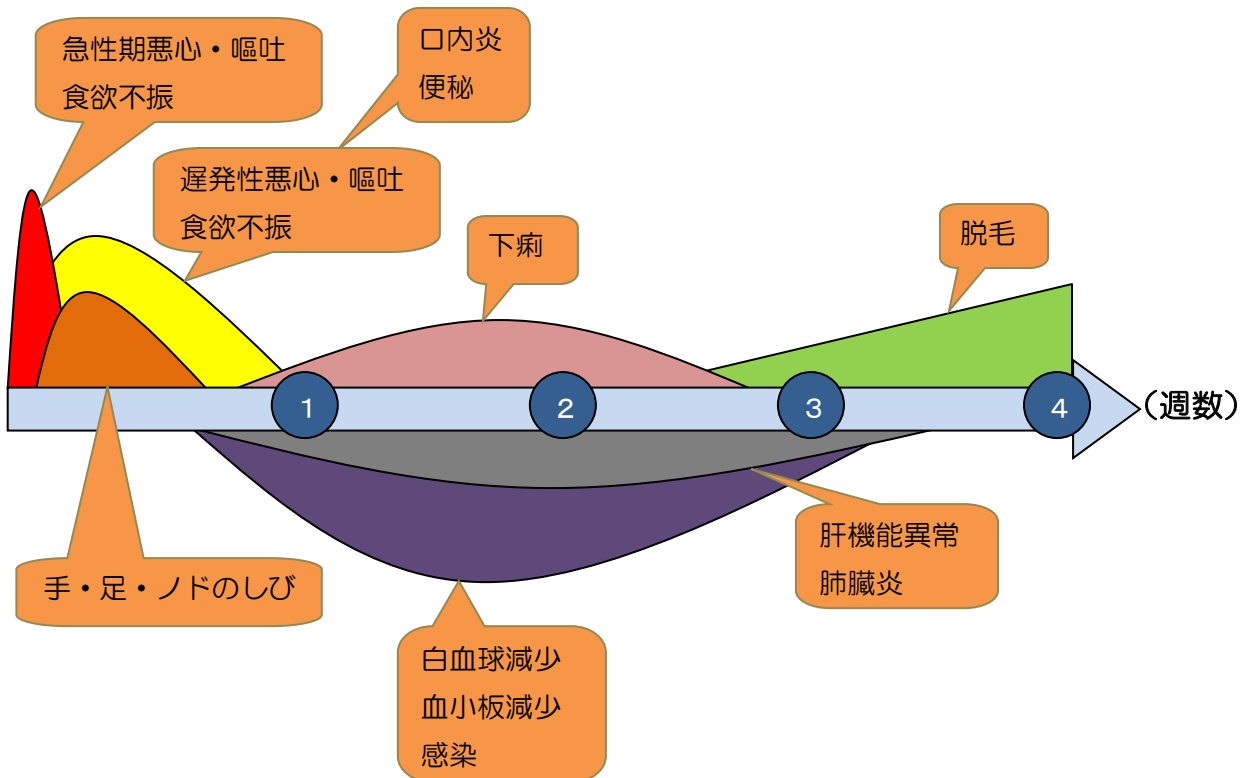 急性期悪心・嘔吐
食欲不振
口内炎
便秘
遅発性悪心・嘔吐
食欲不振
下痢
脱毛
1
2
3
4
（週数）
手・足・ノドのしび
肝機能異常
肺臓炎
白血球減少
血小板減少
感染